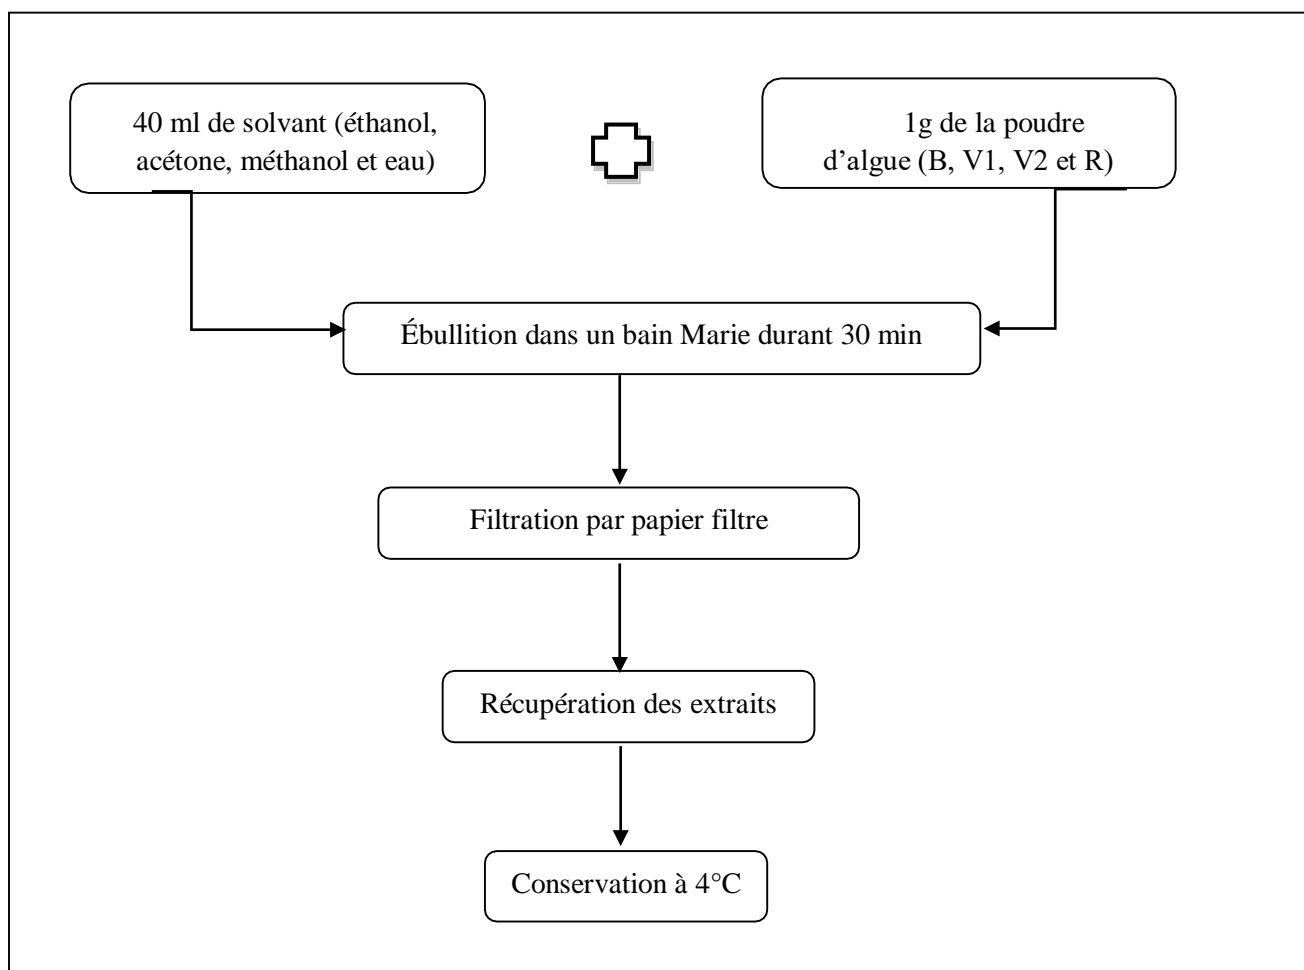 40 ml de solvant (éthanol,
acétone, méthanol et eau)
1g de la poudre
d’algue (B, V1, V2 et R)
Ébullition dans un bain Marie durant 30 min
Filtration par papier filtre
Récupération des extraits
Conservation à 4°C